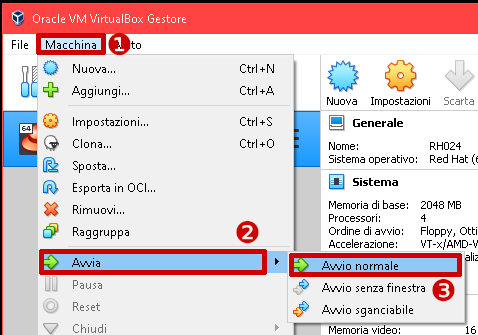 Oracle VM VirtualBox Gestore
File Macchina
1
Nuova... Ctrl+N
Aggiungi... Ctrl+A
Impostazioni... Ctrl+S
Clona... Ctrl+O
Sposta...
Esporta in OCI...
Rimuovi...
Raggruppa
2
Avvia
Pausa
Reset
Chiudi
Avvio normale
Avvio senza finestra
3
Avvio sganciabile
64
Nuova Impostazioni Scarta
Generale
Nome: RH024
Sistema operativo: Red Hat (6
Sistema
Memoria di base: 2048 MB
Processori: 4
Ordine di avvio: Floppy, Otti
Accelerazione: VT-x/AMD-V
Memoria video: 16